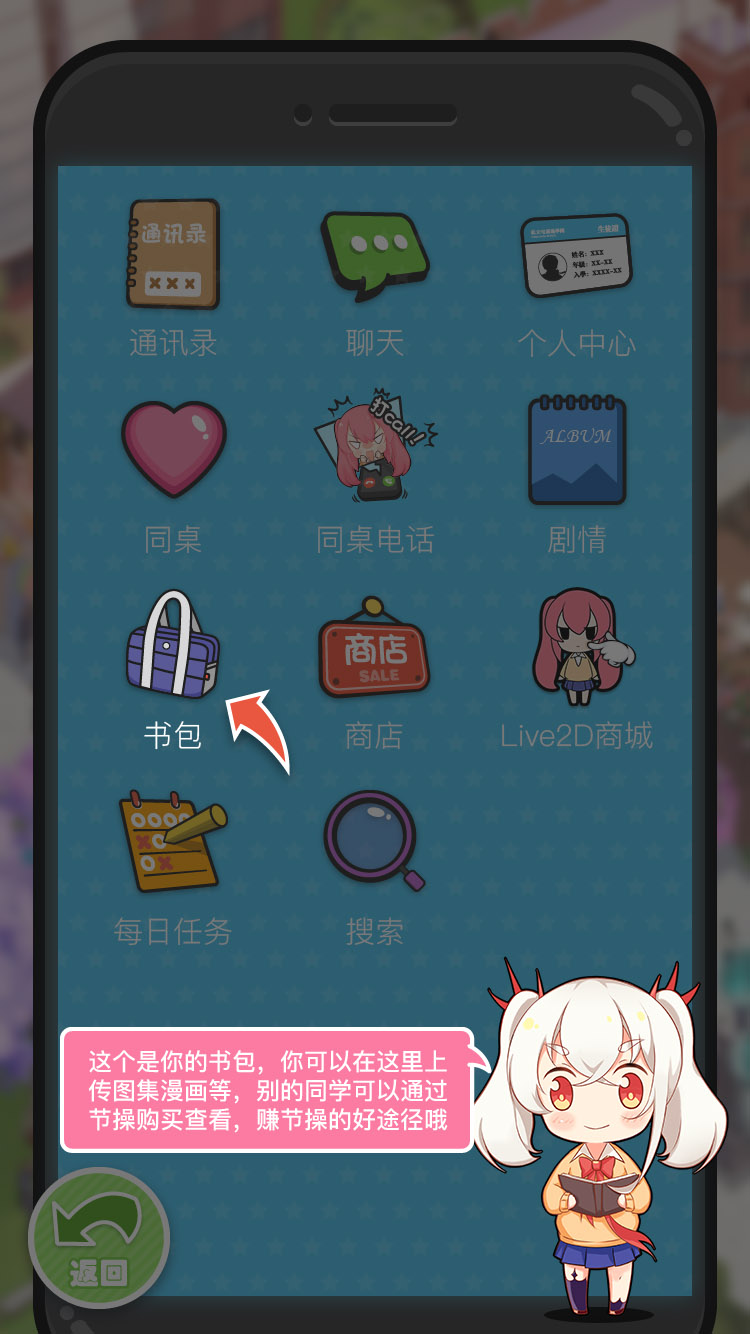 通讯录
×××
生徒證
姓名：XXX
年龄：XX-XX
入学：XXXX-XX
通讯录
聊天
个人中心
打call!!
ALBUM
同桌
同桌电话
剧情
商店
SALE
书包
商店
Live2D商城
每日任务
搜索
这个是你的书包，你可以在这里上
传图集漫画等，别的同学可以通过
节操购买查看，赚节操的好途径哦
返回